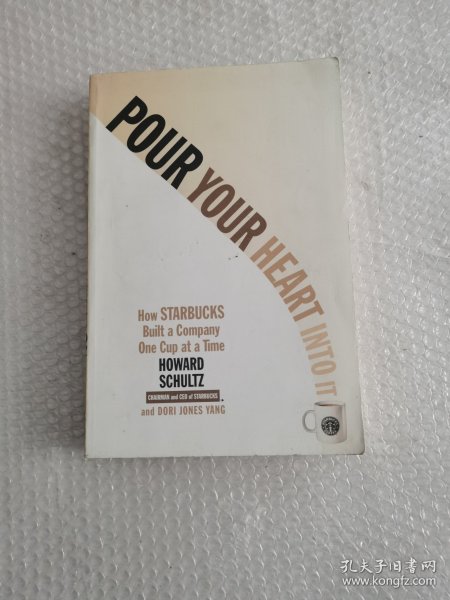 POUR YOUR HEART INTO IT
How STARBUCKS
Built a Company
One Cup at a Time
HOWARD
SCHULTZ
CHAIRMAN and CEO of STARBUCKS
and DORI JONES YANG
孔夫子旧书网
www.kongfz.com